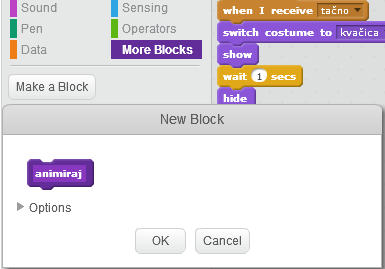 Sound
Sensing
Pen
Operators
Data
More Blocks
Make a Block
when I receive tačno
switch costume to kvačica
show
wait 1 secs
hide
New Block
animiraj
Options
OK
Cancel